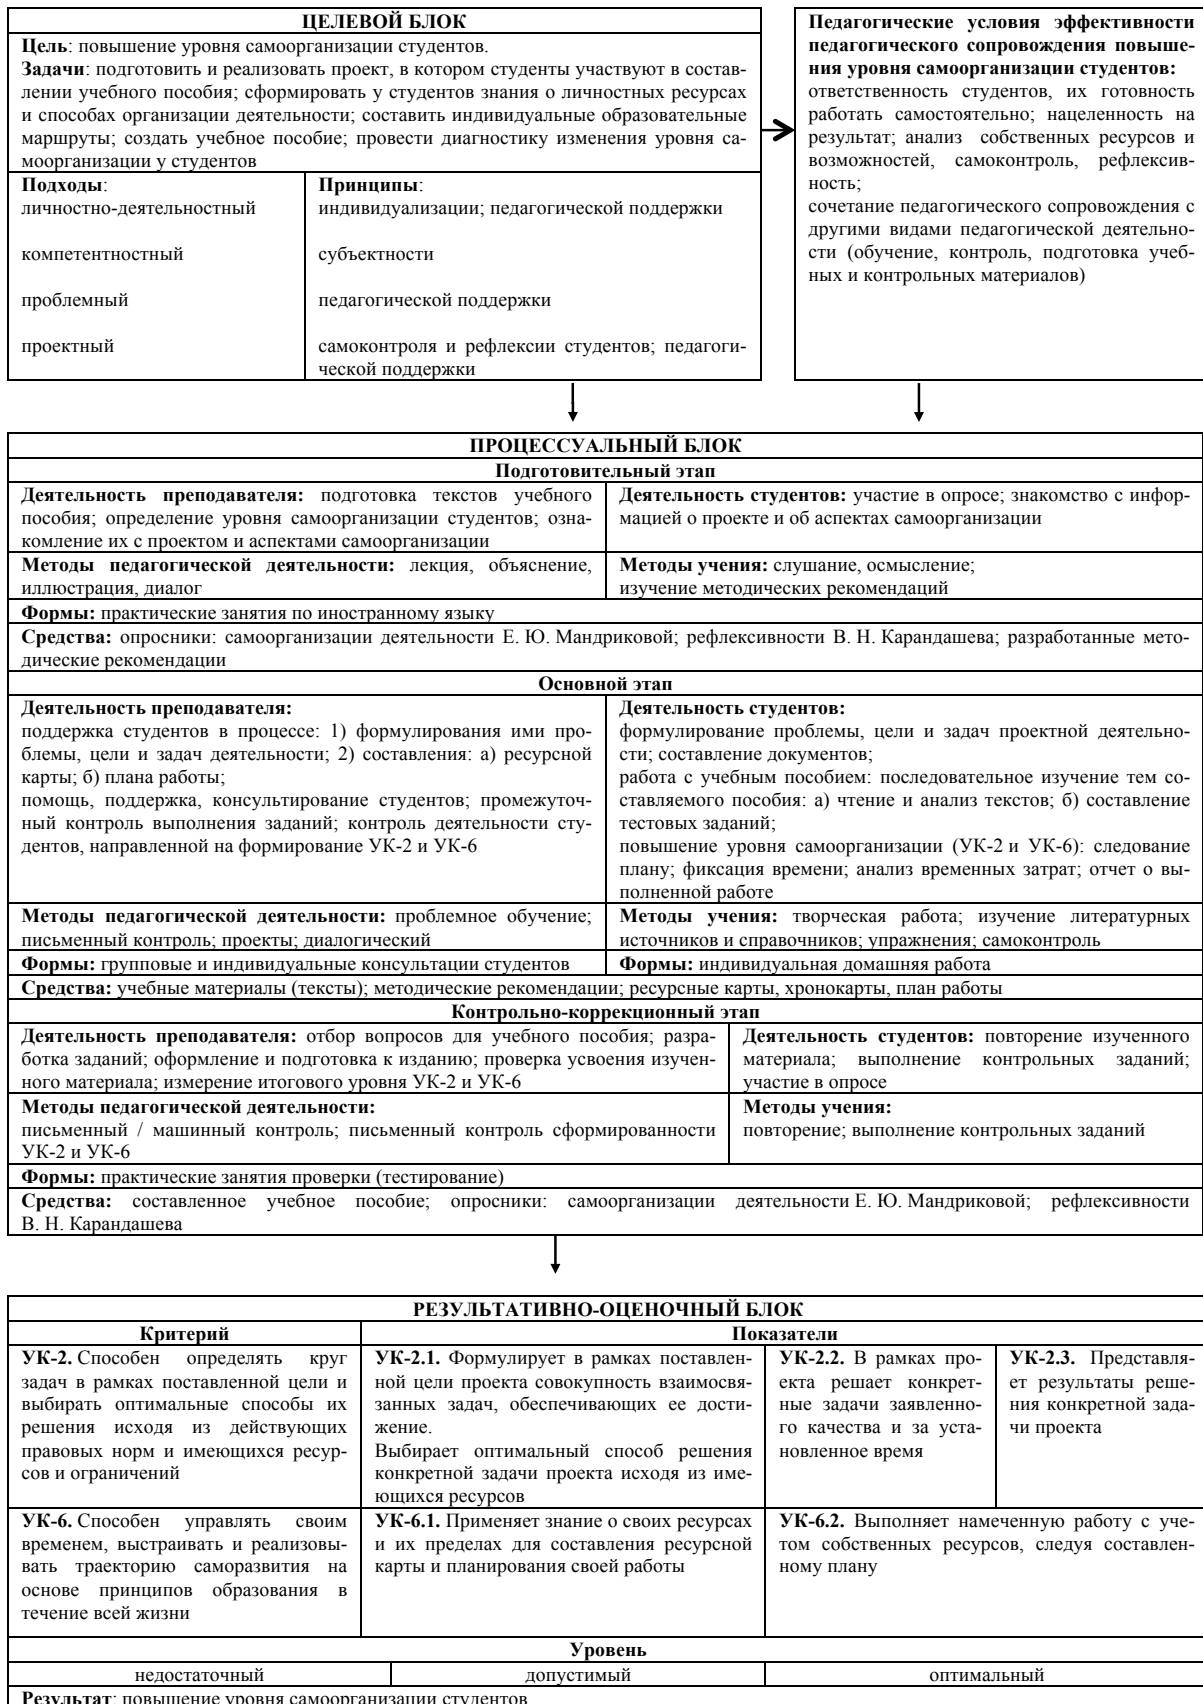 ЦЕЛЕВОЙ БЛОК
Цель: повышение уровня самоорганизации студентов.
Задачи: подготовить и реализовать проект, в котором студенты участвуют в состав-
лении учебного пособия; сформировать у студентов знания о личностных ресурсах
и способах организации деятельности; составить индивидуальные образовательные
маршруты; создать учебное пособие; провести диагностику изменения уровня са-
моорганизации у студентов
Подходы:
личностно-деятельностный
компетентностный
проблемный
проектный
Принципы:
индивидуализации; педагогической поддержки
субъектности
педагогической поддержки
самоконтроля и рефлексии студентов; педагоги-
ческой поддержки
Педагогические условия эффективности
педагогического сопровождения повыше-
ния уровня самоорганизации студентов:
ответственность студентов, их готовность
работать самостоятельно; нацеленность на
результат; анализ собственных ресурсов и
возможностей, самоконтроль, рефлексив-
ность;
сочетание педагогического сопровождения с
другими видами педагогической деятельно-
сти (обучение, контроль, подготовка учеб-
ных и контрольных материалов)
ПРОЦЕССУАЛЬНЫЙ БЛОК
Подготовительный этап
Деятельность преподавателя: подготовка текстов учебного
пособия; определение уровня самоорганизации студентов; озна-
комление их с проектом и аспектами самоорганизации
Деятельность студентов: участие в опросе; знакомство с инфор-
мацией о проекте и об аспектах самоорганизации
Методы педагогической деятельности: лекция, объяснение,
иллюстрация, диалог
Методы учения: слушание, осмысление;
изучение методических рекомендаций
Формы: практические занятия по иностранному языку
Средства: опросники: самоорганизации деятельности Е. Ю. Мандриковой; рефлексивности В. Н. Карандашева; разработанные мето-
дические рекомендации
Основной этап
Деятельность преподавателя:
поддержка студентов в процессе: 1) формулирования ими про-
блемы, цели и задач деятельности; 2) составления: а) ресурсной
карты; б) плана работы;
помощь, поддержка, консультирование студентов; промежуточ-
ный контроль выполнения заданий; контроль деятельности сту-
дентов, направленной на формирование УК-2 и УК-6
Деятельность студентов:
формулирование проблемы, цели и задач проектной деятельно-
сти; составление документов;
работа с учебным пособием: последовательное изучение тем со-
ставляемого пособия: а) чтение и анализ текстов; б) составление
тестовых заданий;
повышение уровня самоорганизации (УК-2 и УК-6): следование
плану; фиксация времени; анализ временных затрат; отчет о вы-
полненной работе
Методы педагогической деятельности: проблемное обучение;
письменный контроль; проекты; диалогический
Методы учения: творческая работа; изучение литературных
источников и справочников; упражнения; самоконтроль
Формы: групповые и индивидуальные консультации студентов
Формы: индивидуальная домашняя работа
Средства: учебные материалы (тексты); методические рекомендации; ресурсные карты, хронокарты, план работы
Контрольно-коррекционный этап
Деятельность преподавателя: отбор вопросов для учебного пособия; разра-
ботка заданий; оформление и подготовка к изданию; проверка усвоения изучен-
ного материала; измерение итогового уровня УК-2 и УК-6
Деятельность студентов: повторение изученного
материала; выполнение контрольных заданий;
участие в опросе
Методы педагогической деятельности:
письменный / машинный контроль; письменный контроль сформированности
УК-2 и УК-6
Методы учения:
повторение; выполнение контрольных заданий
Формы: практические занятия проверки (тестирование)
Средства: составленное учебное пособие; опросники: самоорганизации деятельности Е. Ю. Мандриковой; рефлексивности
В. Н. Карандашева
РЕЗУЛЬТАТИВНО-ОЦЕНОЧНЫЙ БЛОК
Критерий
Показатели
УК-2. Способен определять круг
задач в рамках поставленной цели и
выбирать оптимальные способы их
решения исходя из действующих
правовых норм и имеющихся ресур-
сов и ограничений
УК-2.1. Формулирует в рамках поставлен-
ной цели проекта совокупность взаимосвя-
занных задач, обеспечивающих ее дости-
жение.
Выбирает оптимальный способ решения
конкретной задачи проекта исходя из име-
ющихся ресурсов
УК-2.2. В рамках про-
екта решает конкрет-
ные задачи заявленно-
го качества и за уста-
новленное время
УК-2.3. Представля-
ет результаты реше-
ния конкретной зада-
чи проекта
УК-6. Способен управлять своим
временем, выстраивать и реализовы-
вать траекторию саморазвития на
основе принципов образования в
течение всей жизни
УК-6.1. Применяет знание о своих ресурсах
и их пределах для составления ресурсной
карты и планирования своей работы
УК-6.2. Выполняет намеченную работу с уче-
том собственных ресурсов, следуя составлен-
ному плану
Уровень
недостаточный
допустимый
оптимальный
Результат: повышение уровня самоорганизации студентов